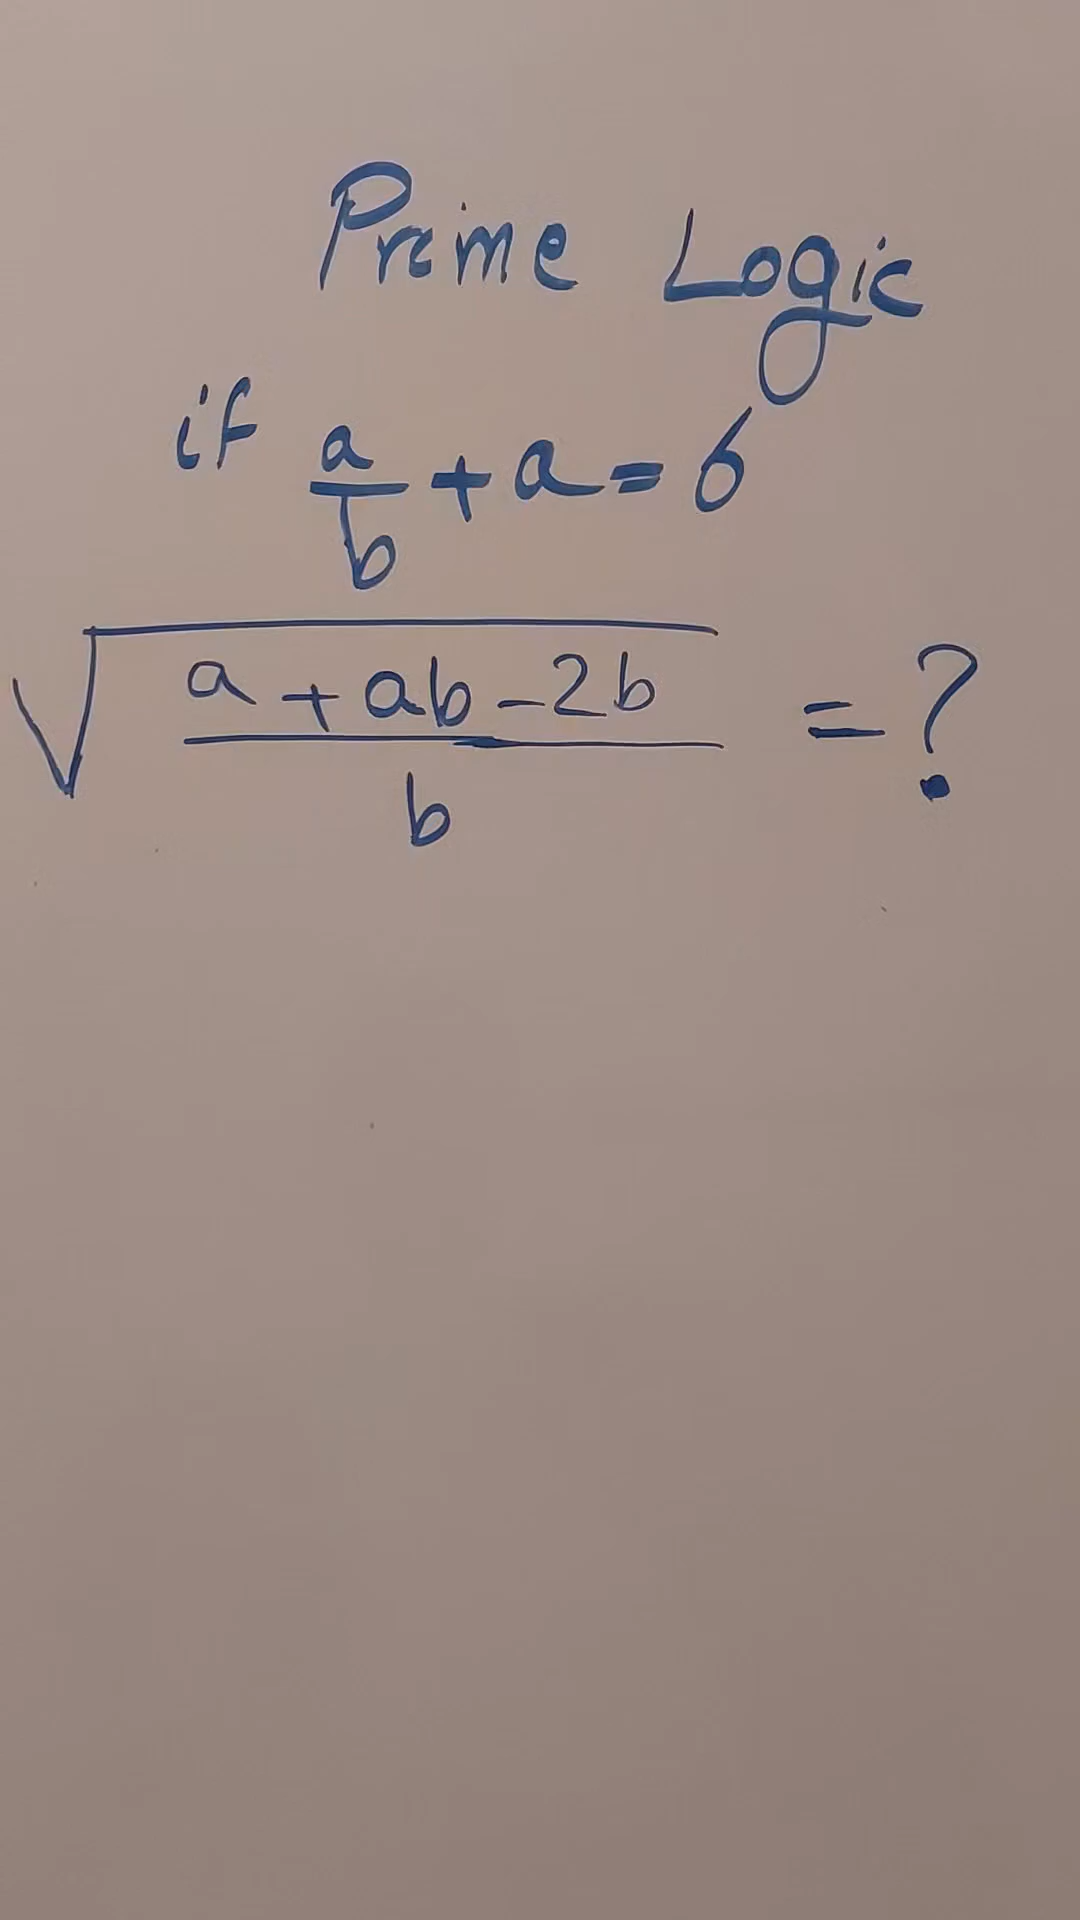 Prime Logic
if a/b + a = 6
√((a + ab - 2b)/b) = ?